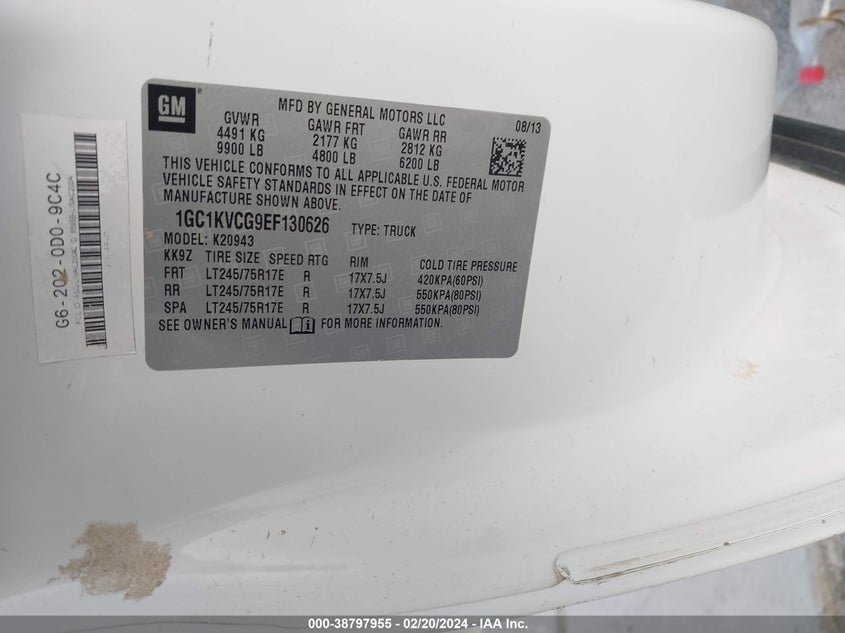 GM
MFD BY GENERAL MOTORS LLC
08/13
GVWR GAWR FRT GAWR RR
4491 KG 2177 KG 2812 KG
9900 LB 4800 LB 6200 LB
THIS VEHICLE CONFORMS TO ALL APPLICABLE U.S. FEDERAL MOTOR
VEHICLE SAFETY STANDARDS IN EFFECT ON THE DATE OF
MANUFACTURE SHOWN ABOVE.
1GC1KVCG9EF130626 TYPE: TRUCK
MODEL: K20943
KK9Z TIRE SIZE SPEED RTG RIM COLD TIRE PRESSURE
FRT LT245/75R17E R 17X7.5J 420KPA(60PSI)
RR LT245/75R17E R 17X7.5J 550KPA(80PSI)
SPA LT245/75R17E R 17X7.5J 550KPA(80PSI)
SEE OWNER'S MANUAL FOR MORE INFORMATION.
G6-202-0D0-9C4C
000-38797955 - 02/20/2024 - IAA Inc.